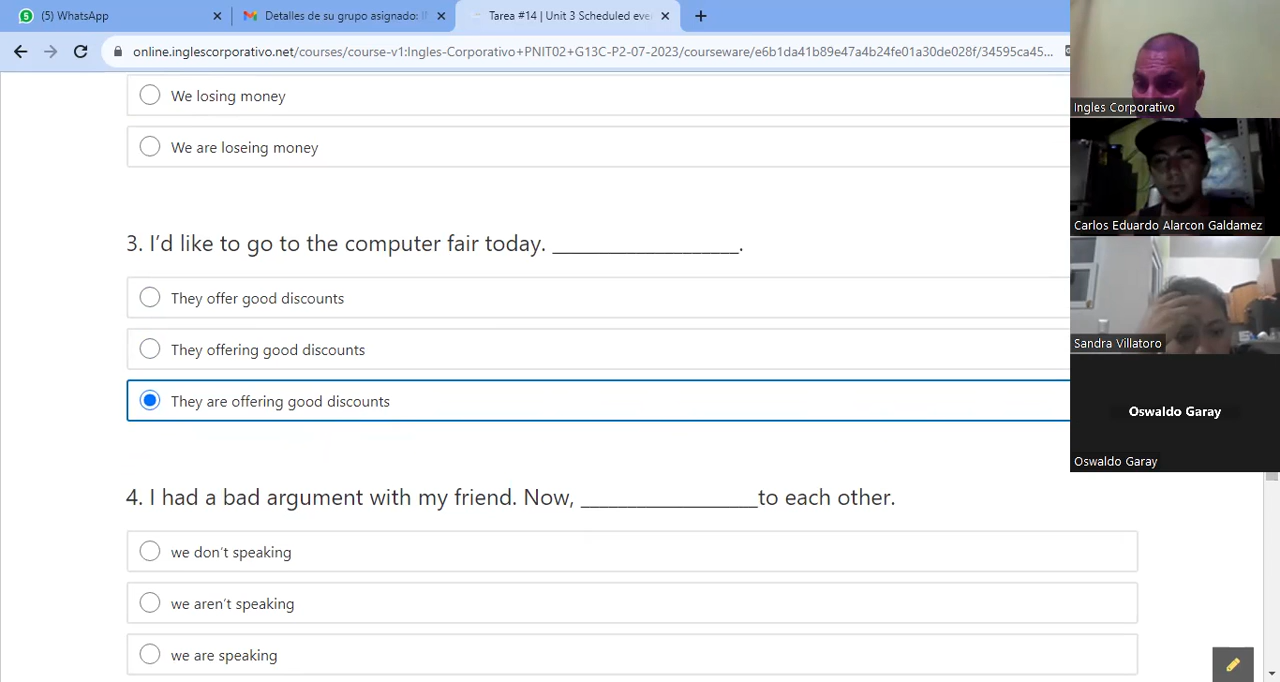 (5) WhatsApp
Detalles de su grupo asignado: I
Tarea #14 | Unit 3 Scheduled eve
online.inglescorporativo.net/courses/course-v1:Ingles-Corporativo+PNIT02+G13C-P2-07-2023/courseware/e6b1da41b89e47a4b24fe01a30de028f/34595ca45...
We losing money
We are loseing money
3. I'd like to go to the computer fair today. ____________________.
They offer good discounts
They offering good discounts
They are offering good discounts
4. I had a bad argument with my friend. Now, ___________________to each other.
we don't speaking
we aren't speaking
we are speaking
Ingles Corporativo
Carlos Eduardo Alarcon Galdamez
Sandra Villatoro
Oswaldo Garay
Oswaldo Garay